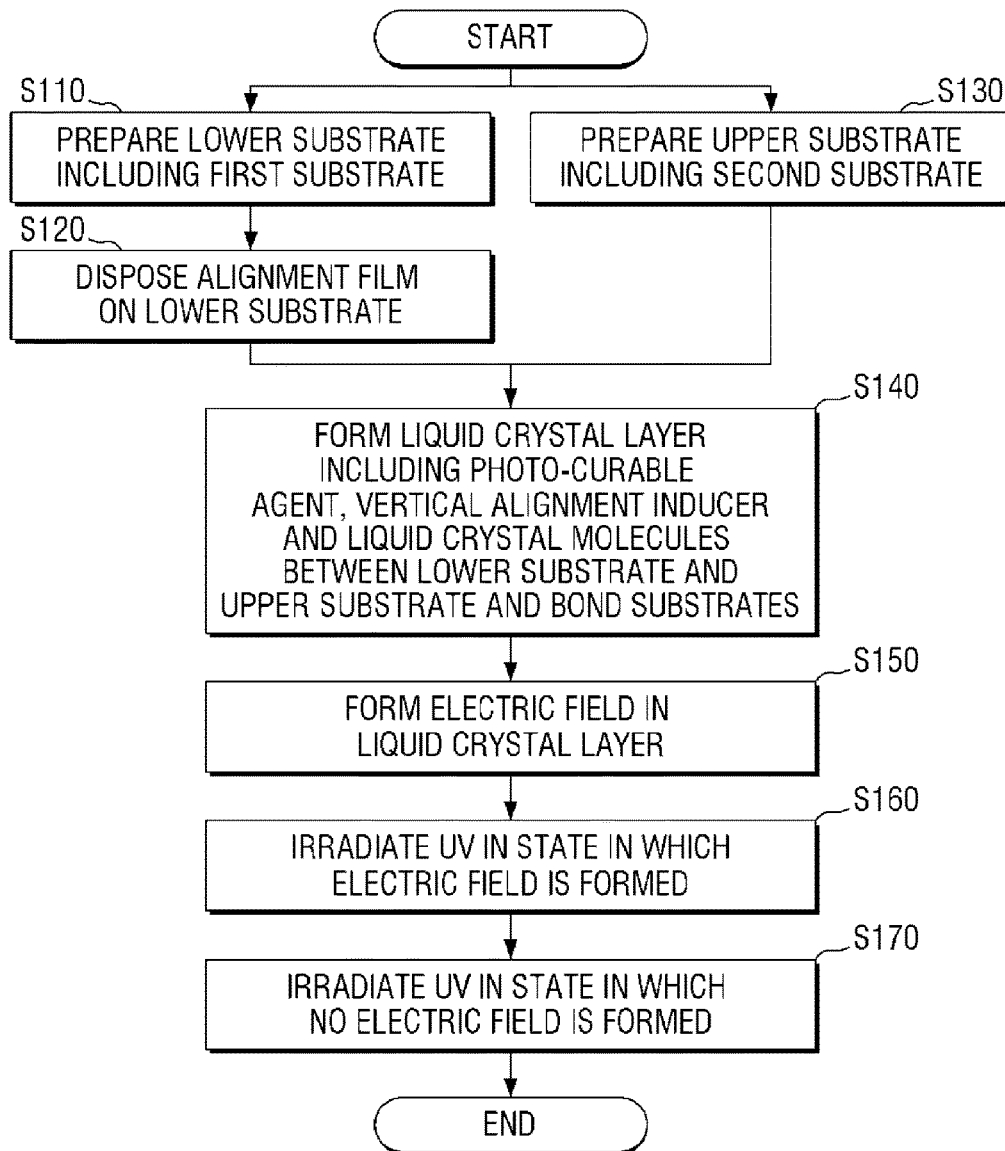 START
S110
PREPARE LOWER SUBSTRATE
INCLUDING FIRST SUBSTRATE
S130
PREPARE UPPER SUBSTRATE
INCLUDING SECOND SUBSTRATE
S120
DISPOSE ALIGNMENT FILM
ON LOWER SUBSTRATE
S140
FORM LIQUID CRYSTAL LAYER
INCLUDING PHOTO-CURABLE
AGENT, VERTICAL ALIGNMENT INDUCER
AND LIQUID CRYSTAL MOLECULES
BETWEEN LOWER SUBSTRATE AND
UPPER SUBSTRATE AND BOND SUBSTRATES
S150
FORM ELECTRIC FIELD IN
LIQUID CRYSTAL LAYER
S160
IRRADIATE UV IN STATE IN WHICH
ELECTRIC FIELD IS FORMED
S170
IRRADIATE UV IN STATE IN WHICH
NO ELECTRIC FIELD IS FORMED
END